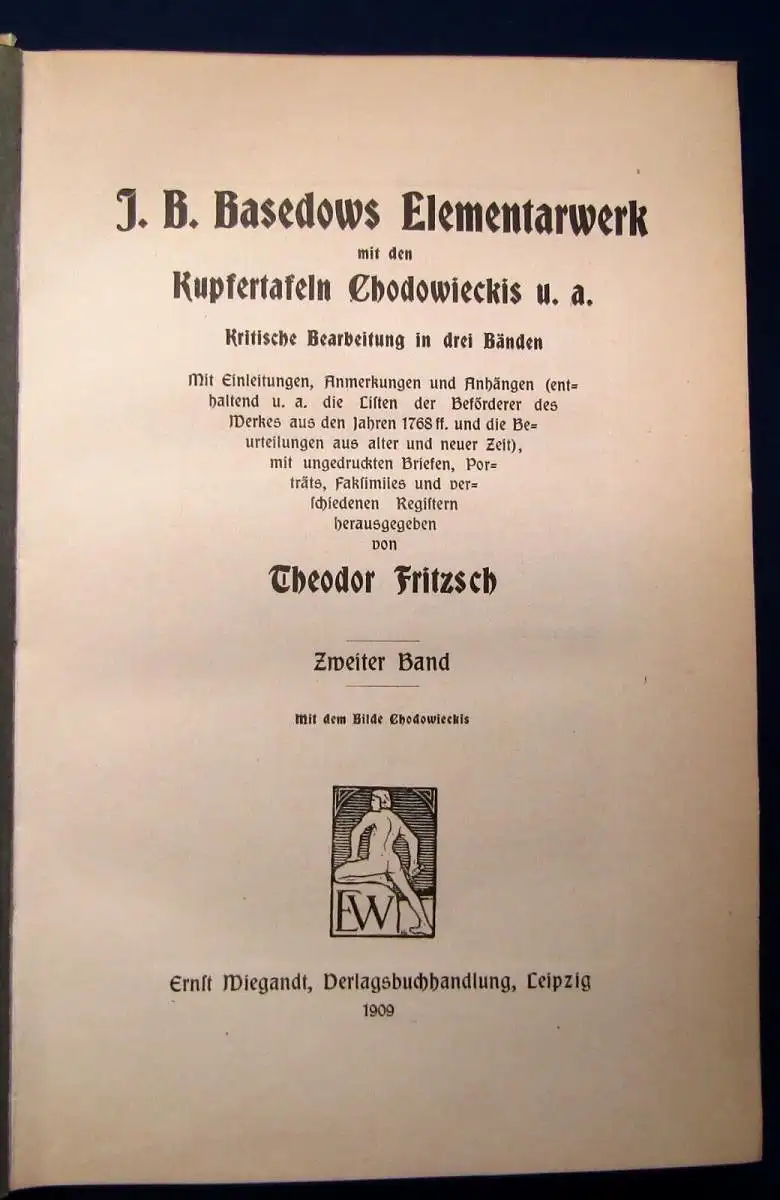 J. B. Basedows Elementarwerk
mit den
Kupfertafeln Chodowieckis u. a.
Kritische Bearbeitung in drei Bänden
Mit Einleitungen, Anmerkungen und Anhängen (ent=
haltend u. a. die Liſten der Beförderer des
Werkes aus den Jahren 1768 ff. und die Be=
urteilungen aus alter und neuer Zeit),
mit ungedruckten Briefen, Por=
träts, Fakſimiles und ver=
ſchiedenen Regiſtern
herausgegeben
von
Theodor Fritzsch
Zweiter Band
Mit dem Bilde Chodowieckis
EW
Ernſt Wiegandt, Verlagsbuchhandlung, Leipzig
1909